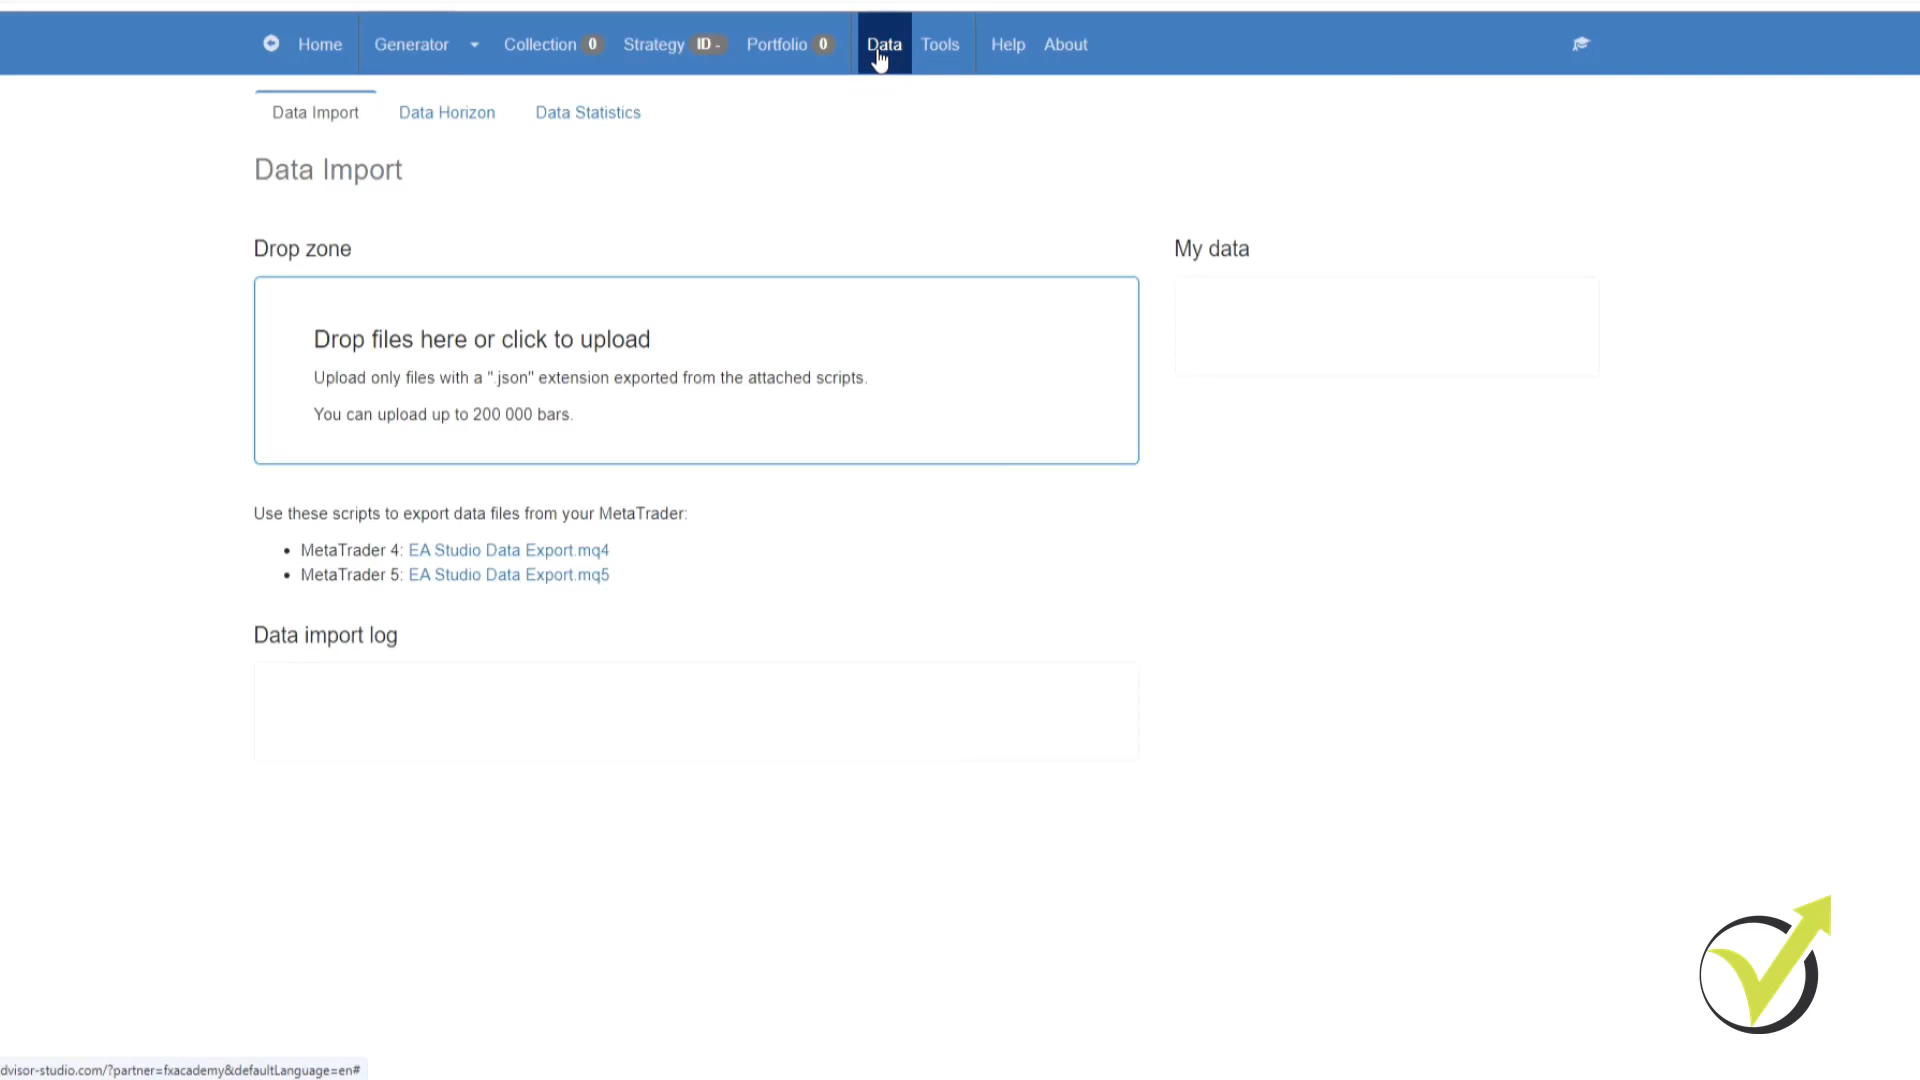 Home Generator Collection 0 Strategy ID - Portfolio 0 Data Tools Help About
Data Import Data Horizon Data Statistics
Data Import
Drop zone
My data
Drop files here or click to upload
Upload only files with a ".json" extension exported from the attached scripts.
You can upload up to 200 000 bars.
Use these scripts to export data files from your MetaTrader:
• MetaTrader 4: EA Studio Data Export.mq4
• MetaTrader 5: EA Studio Data Export.mq5
Data import log
dvisor-studio.com/?partner=fxacademy&defaultLanguage=en#